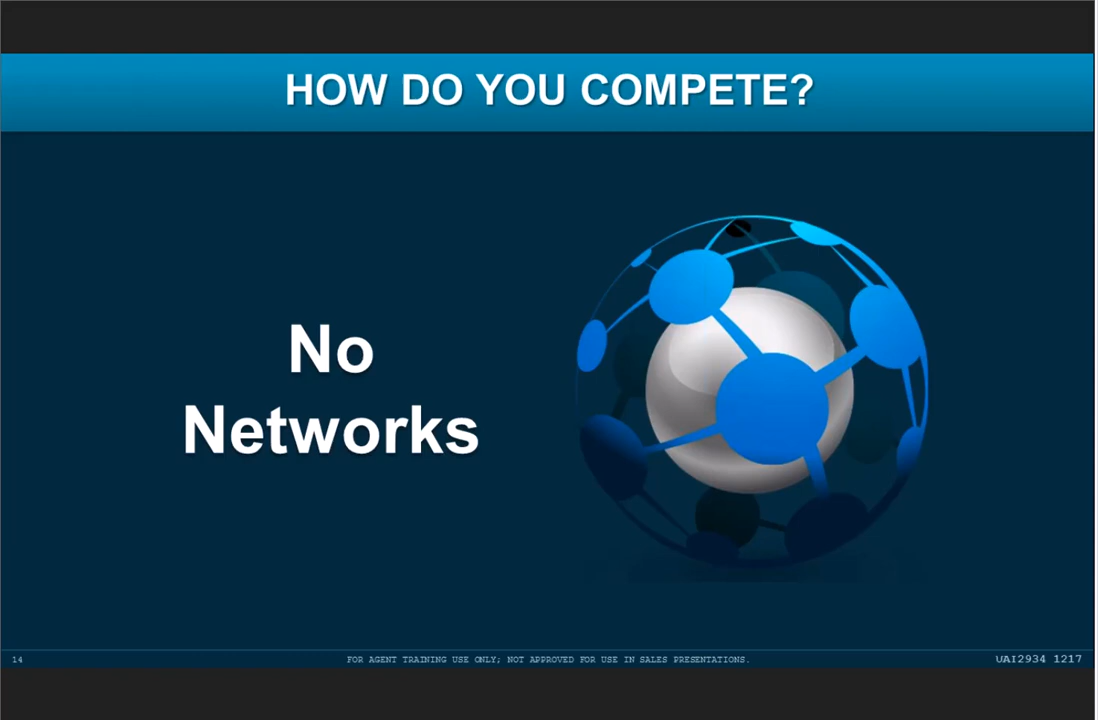 HOW DO YOU COMPETE?
No
Networks
14
FOR AGENT TRAINING USE ONLY; NOT APPROVED FOR USE IN SALES PRESENTATIONS.
UAI2934 1217